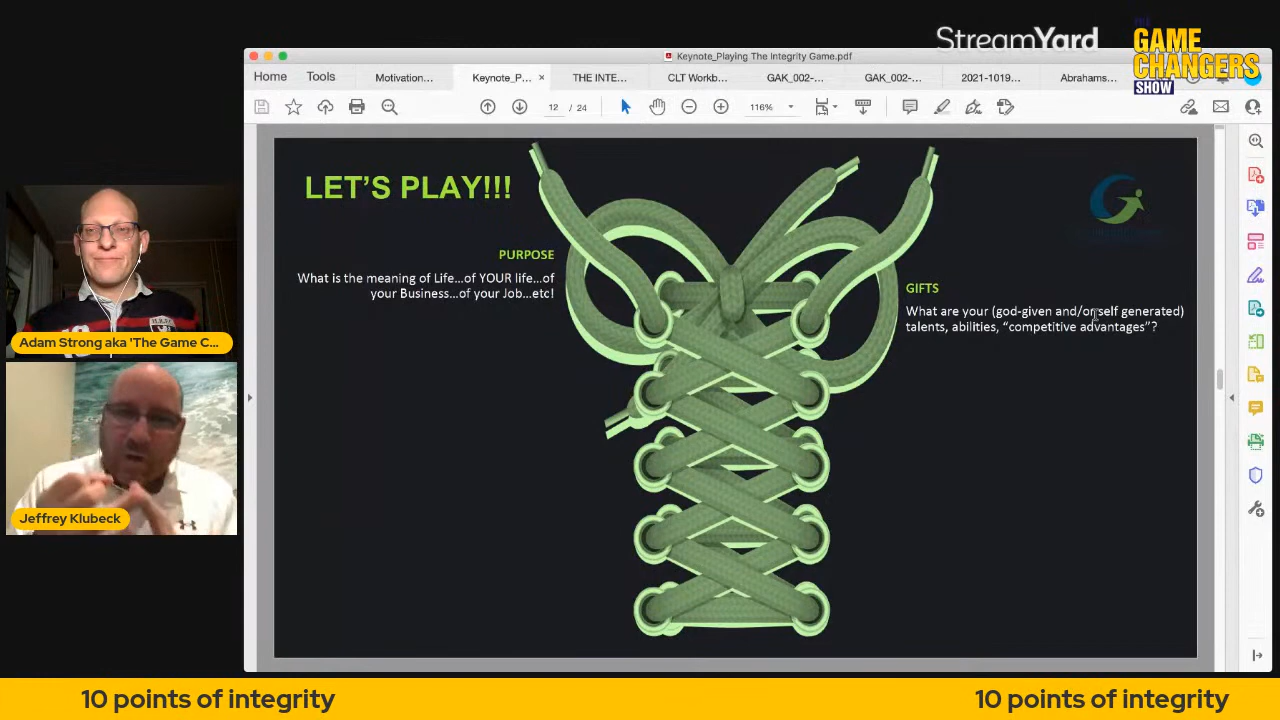 StreamYard
THE
GAME
CHANGERS
SHOW
Keynote_Playing The Integrity Game.pdf
Home
Tools
Motivation...
Keynote_P...
×
THE INTE...
CLT Workb...
GAK_002-...
GAK_002-...
2021-1019...
Abrahams...
12 / 24
116%
LET’S PLAY!!!
PURPOSE
What is the meaning of Life...of YOUR life...of
your Business...of your Job...etc!
GIFTS
What are your (god-given and/or self generated)
talents, abilities, “competitive advantages”?
Adam Strong aka 'The Game C...
Jeffrey Klubeck
10 points of integrity
10 points of integrity